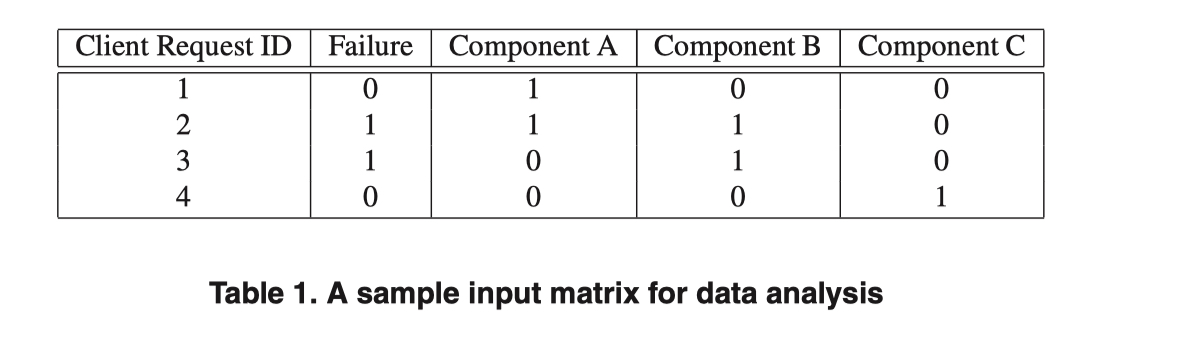 Client Request ID Failure Component A Component B Component C
1 0 1 0 0
2 1 1 1 0
3 1 0 1 0
4 0 0 0 1
Table 1. A sample input matrix for data analysis